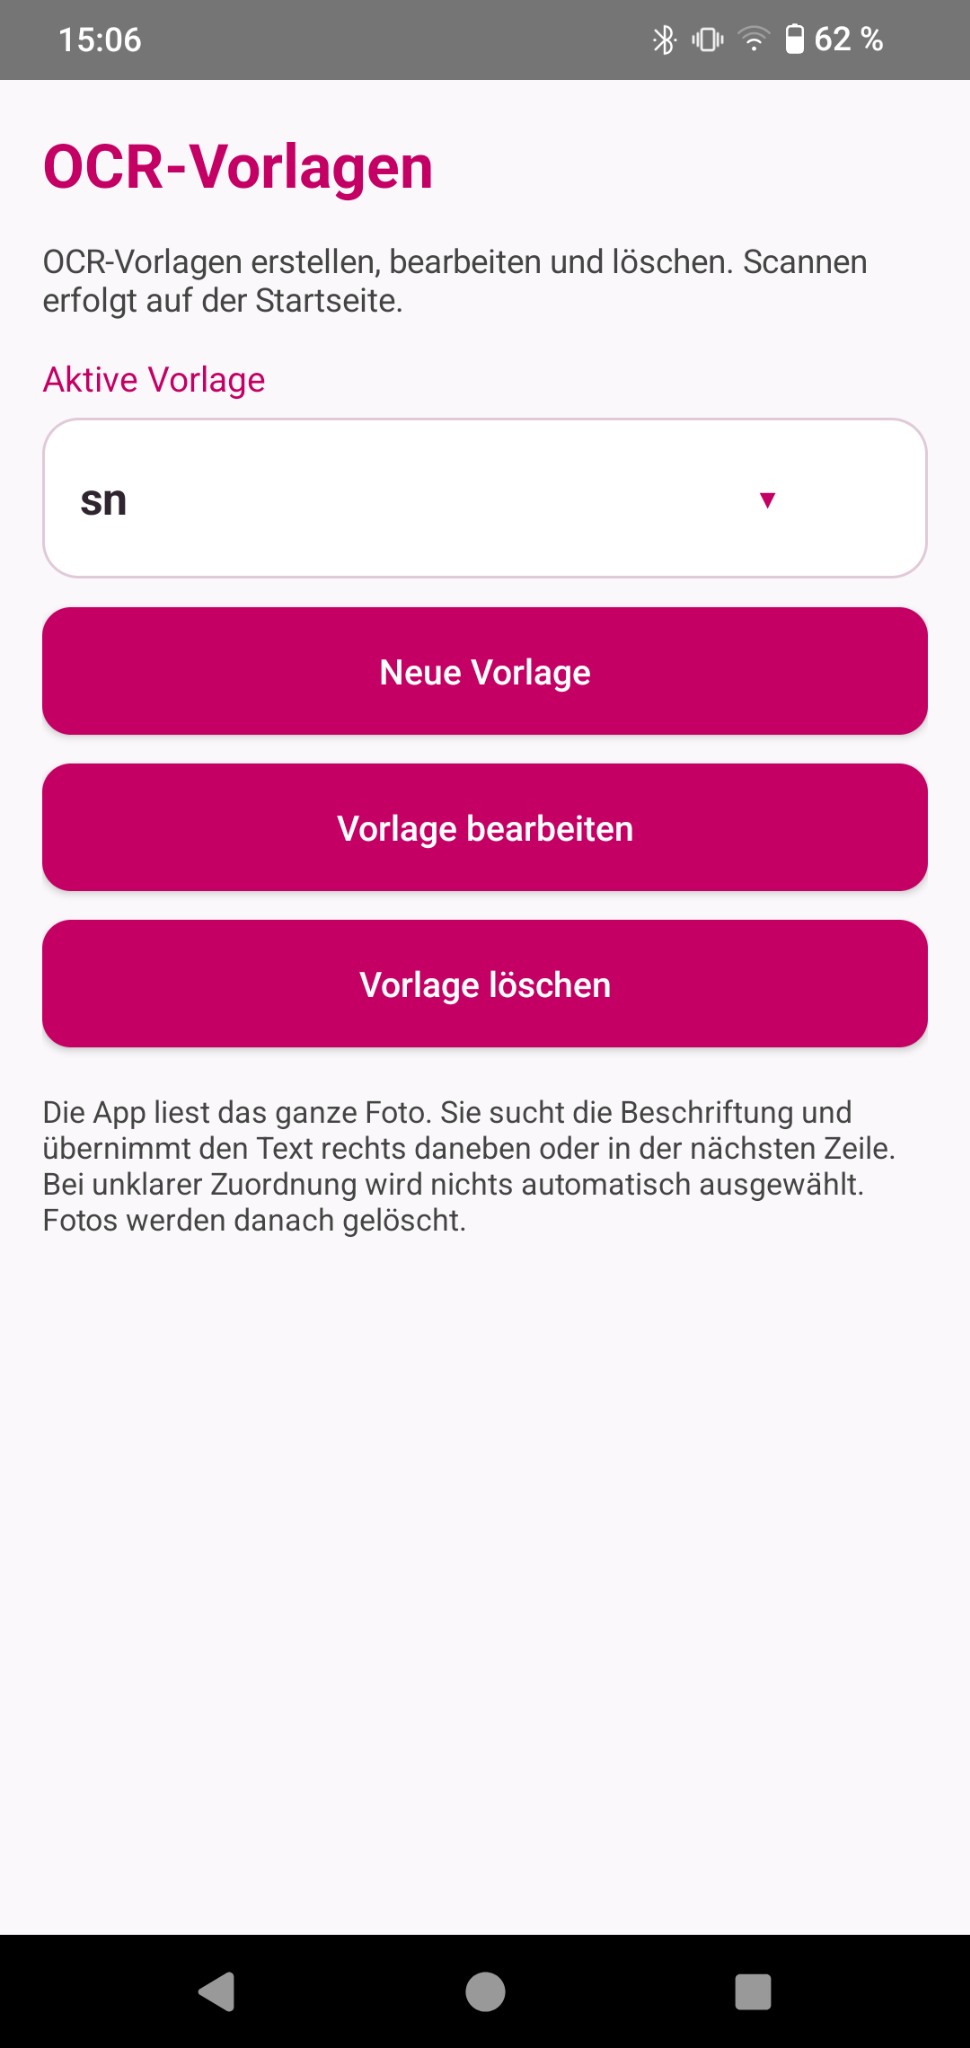 15:06
62 %
OCR-Vorlagen
OCR-Vorlagen erstellen, bearbeiten und löschen. Scannen
erfolgt auf der Startseite.
Aktive Vorlage
sn
Neue Vorlage
Vorlage bearbeiten
Vorlage löschen
Die App liest das ganze Foto. Sie sucht die Beschriftung und
übernimmt den Text rechts daneben oder in der nächsten Zeile.
Bei unklarer Zuordnung wird nichts automatisch ausgewählt.
Fotos werden danach gelöscht.